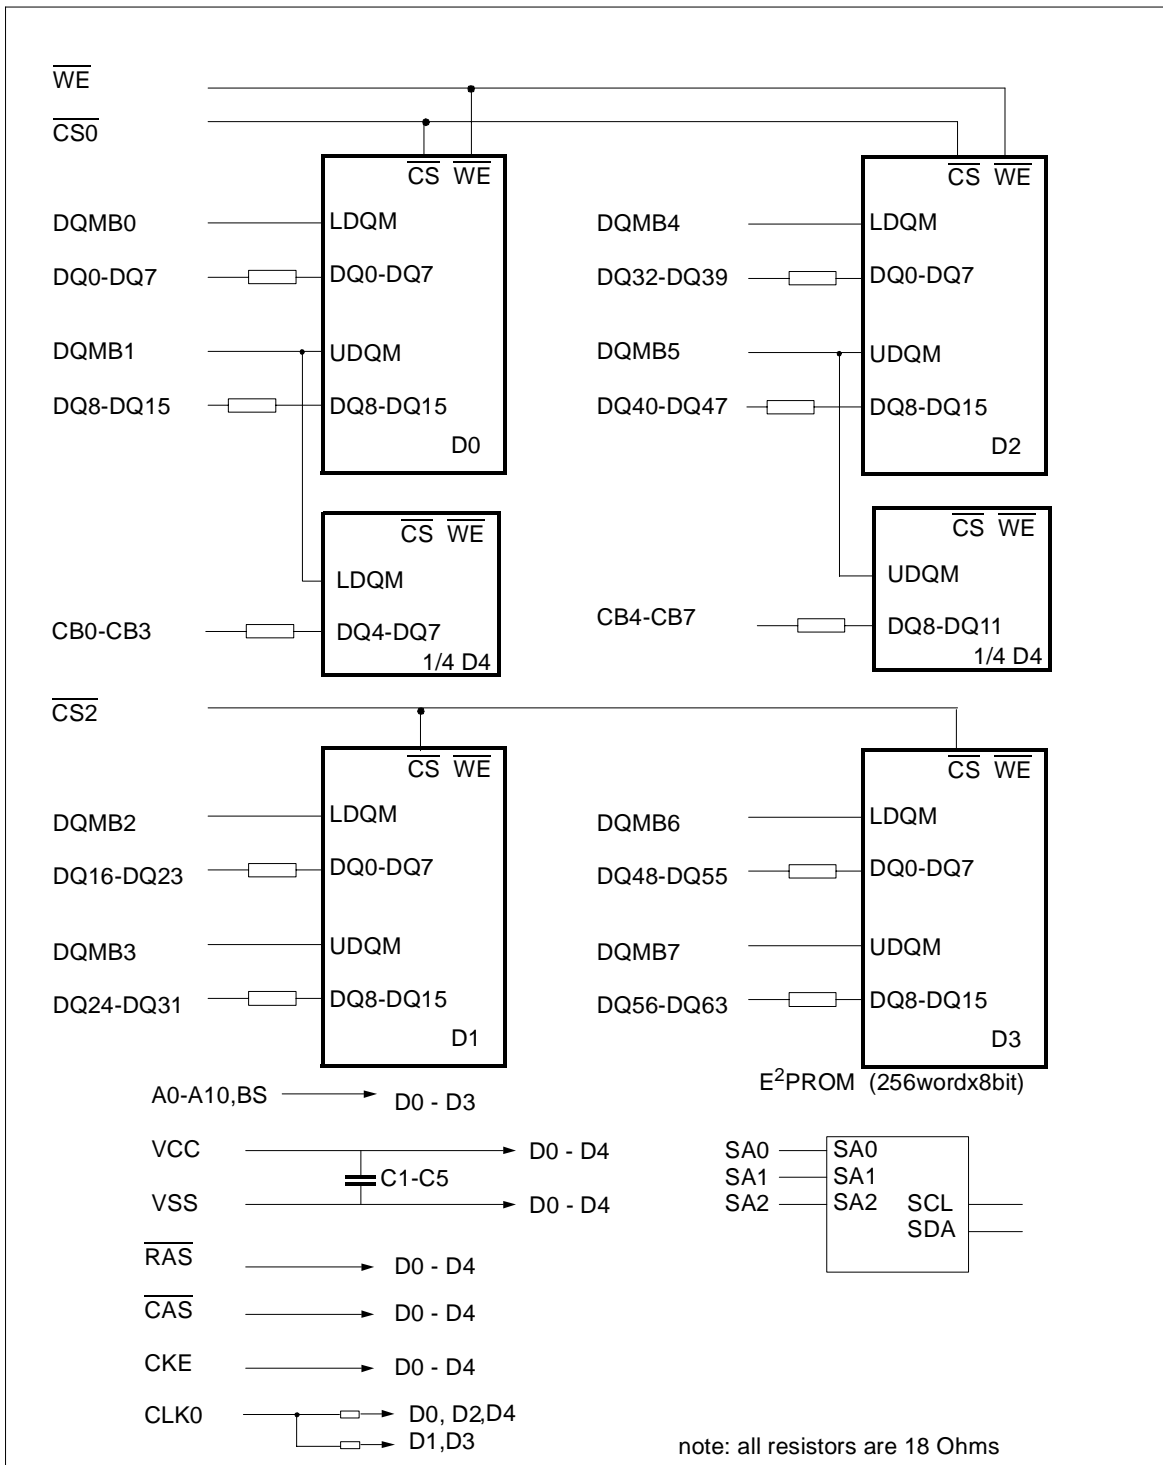 WE
CS0
CS WE
CS WE
DQMB0
LDQM
DQMB4
LDQM
DQ0-DQ7
DQ0-DQ7
DQ32-DQ39
DQ0-DQ7
DQMB1
UDQM
DQMB5
UDQM
DQ8-DQ15
DQ8-DQ15
DQ40-DQ47
DQ8-DQ15
D0
D2
CS WE
CS WE
LDQM
UDQM
CB0-CB3
DQ4-DQ7
CB4-CB7
DQ8-DQ11
1/4 D4
1/4 D4
CS2
CS WE
CS WE
DQMB2
LDQM
DQMB6
LDQM
DQ16-DQ23
DQ0-DQ7
DQ48-DQ55
DQ0-DQ7
DQMB3
UDQM
DQMB7
UDQM
DQ24-DQ31
DQ8-DQ15
DQ56-DQ63
DQ8-DQ15
D1
D3
E²PROM (256wordx8bit)
A0-A10,BS
D0 - D3
VCC
D0 - D4
C1-C5
VSS
D0 - D4
SA0
SA0
SA1
SA1
SA2
SA2
SCL
SDA
RAS
D0 - D4
CAS
D0 - D4
CKE
D0 - D4
CLK0
D0, D2,D4
D1,D3
note: all resistors are 18 Ohms